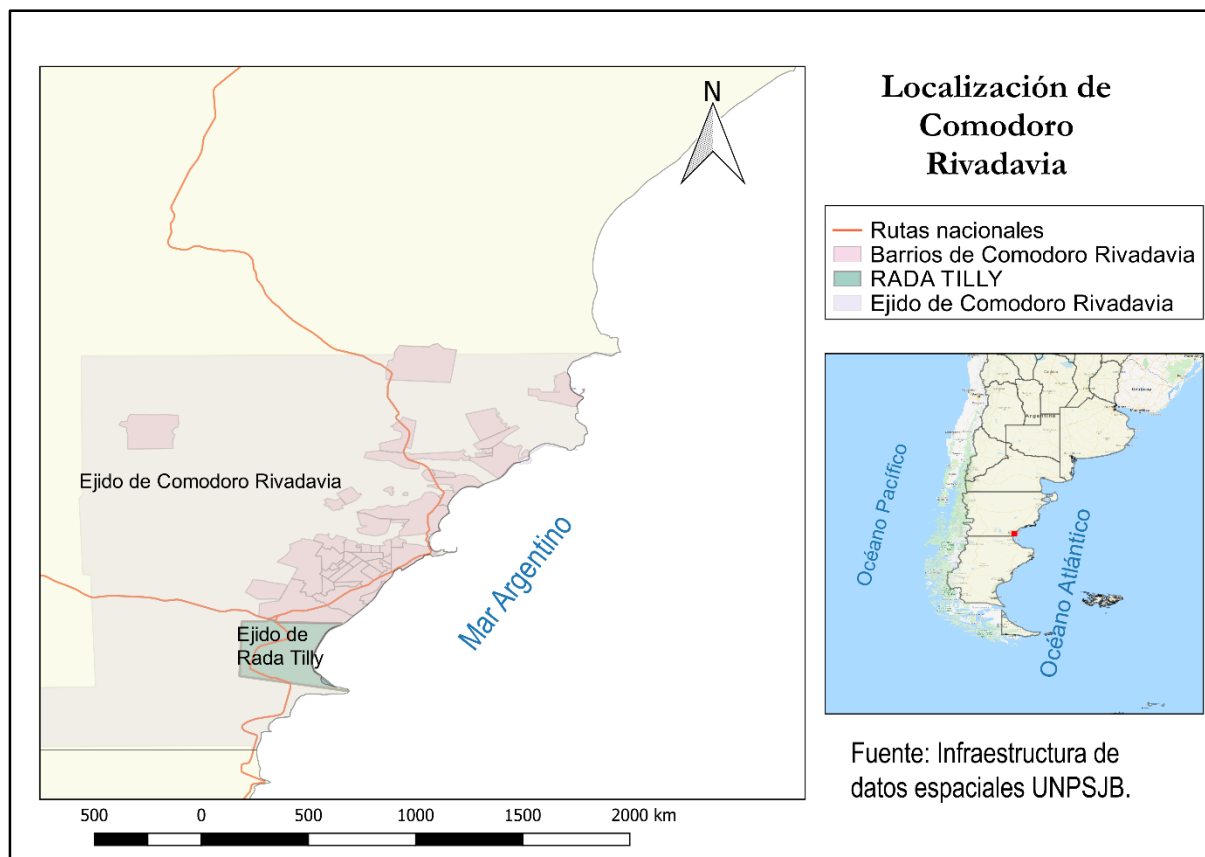 Localización de
Comodoro
Rivadavia
N
Rutas nacionales
Barrios de Comodoro Rivadavia
RADA TILLY
Ejido de Comodoro Rivadavia
Ejido de Comodoro Rivadavia
Mar Argentino
Ejido de
Rada Tilly
Océano Pacífico
Argentina
Océano Atlántico
Fuente: Infraestructura de
datos espaciales UNPSJB.
500 0 500 1000 1500 2000 km